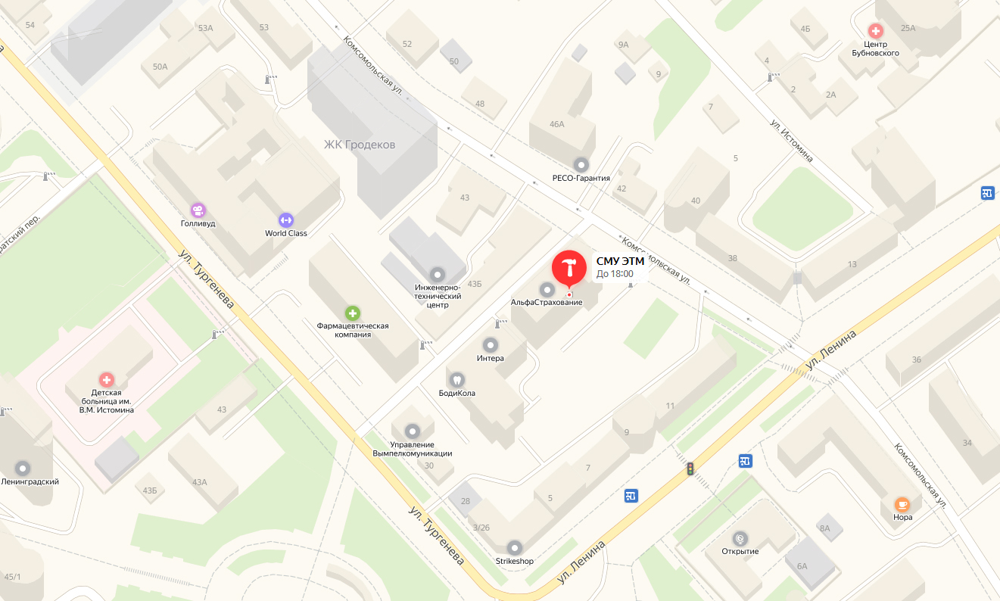 54
53А
53
50А
52
50
Комсомольская ул.
9А
9
4Б
25А
Центр
Бубновского
4
2
2А
48
46А
7
ул. Истомина
ЖК Гродеков
РЕСО-Гарантия
5
42
40
43
Голливуд
World Class
ул. Тургенева
Комсомольская ул.
СМУ ЭТМ
До 18:00
38
13
43Б
Инженерно-
технический
центр
АльфаСтрахование
Фармацевтическая
компания
Интера
БодиКола
ул. Ленина
36
Детская
больница им.
В.М. Истомина
43
11
9
34
Управление
Вымпелкомуникации
30
7
Ленинградский
43А
43Б
28
5
3/26
Комсомольская ул.
Нора
8А
Открытие
6А
ул. Тургенева
Strikeshop
ул. Ленина
45/1